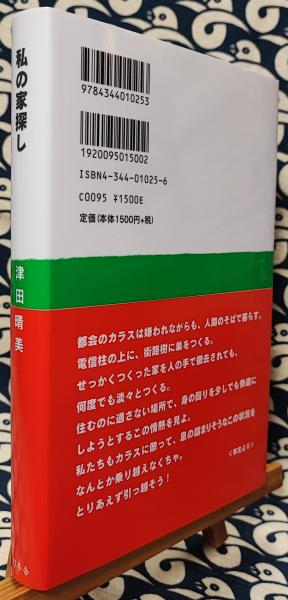 私の家探し
津田晴美
9784344010253
1920095015002
ISBN4-344-01025-6
C0095 ¥1500E
定価(本体1500円+税)
都会のカラスは嫌われながらも、人間のそばで暮らす。
電信柱の上に、街路樹に巣をつくる。
せっかくつくった家を人の手で撤去されても、
何度でも淡々とつくる。
住むのに適さない場所で、身の回りを少しでも快適に
しようとするこの情熱を見よ。
私たちもカラスに倣って、息の詰まりそうなこの状況を
なんとか乗り越えなくちゃ。
とりあえず引っ越そう!
<本文より>